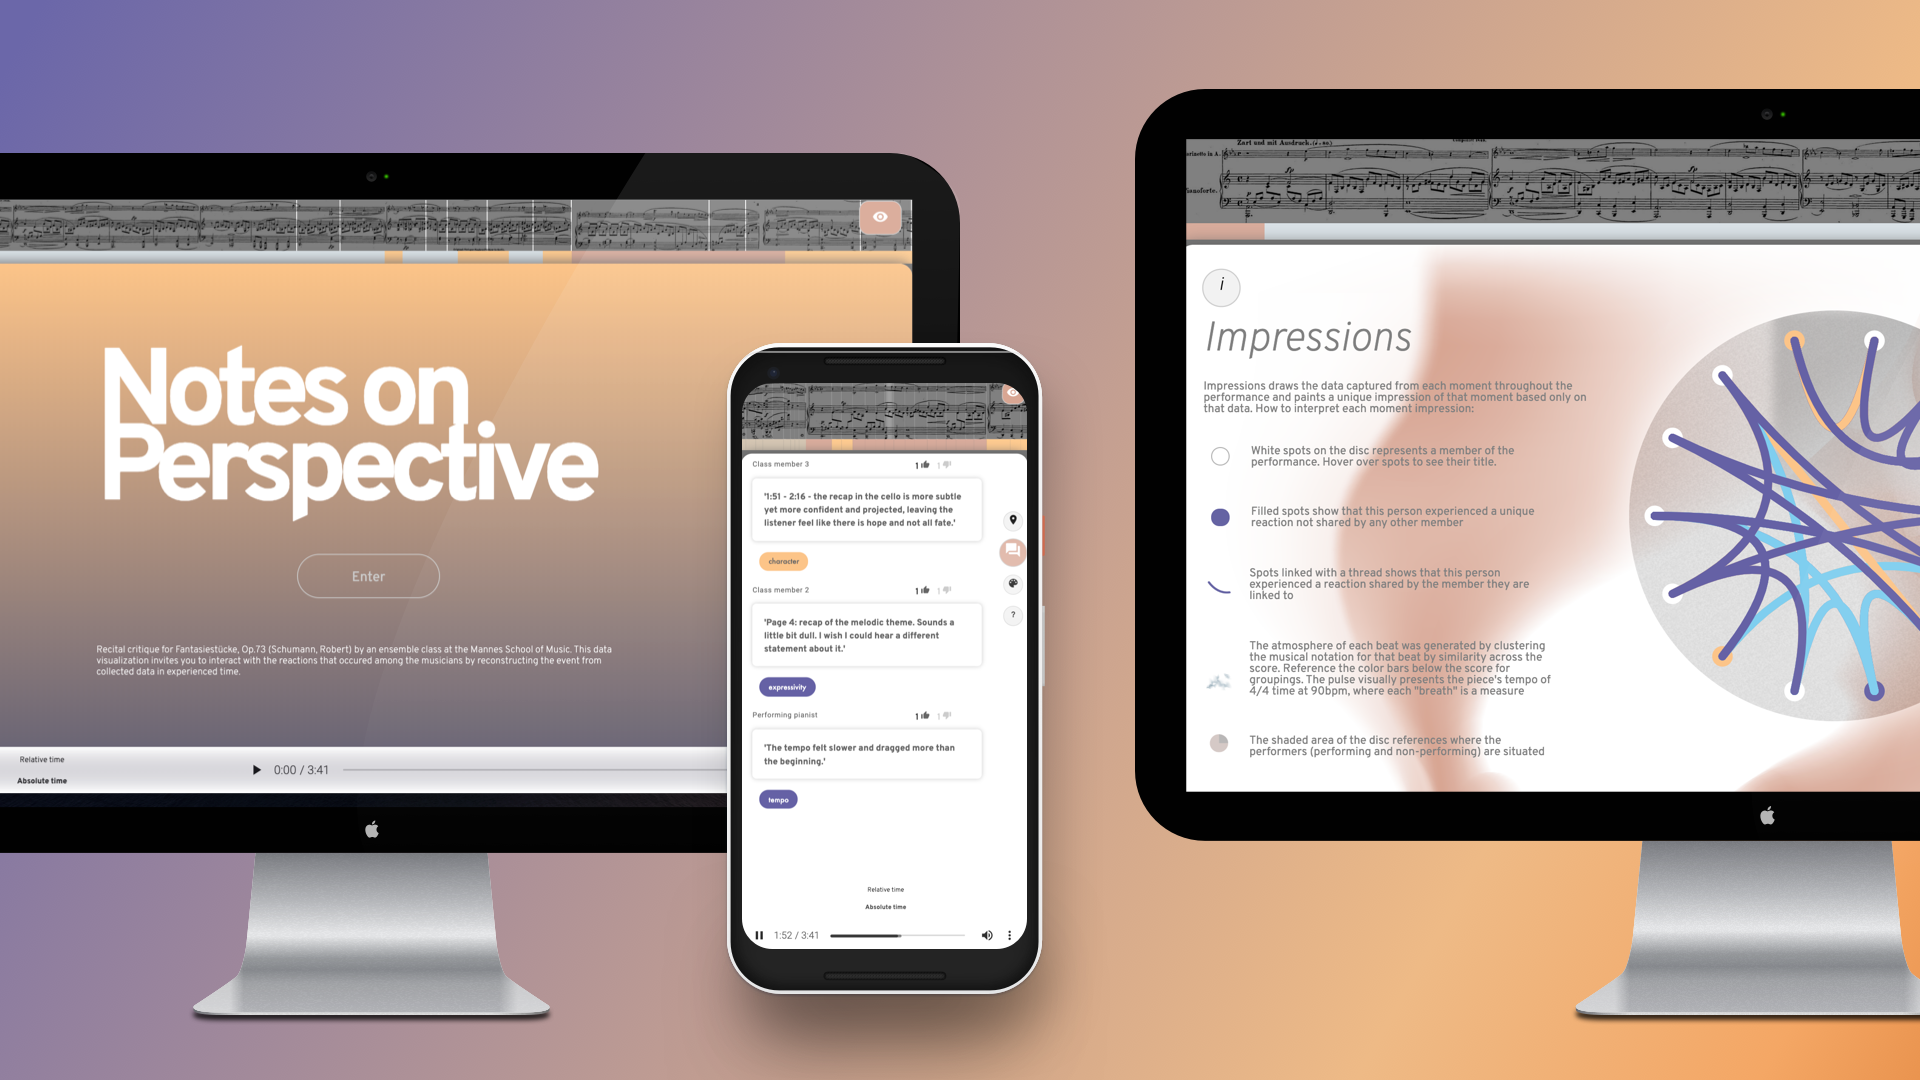 Notes on
Perspective
Enter
Recital critique for Fantasiestücke, Op.73 (Schumann, Robert) by an ensemble class at the Mannes School of Music. This data
visualization invites you to interact with the reactions that occured among the musicians by reconstructing the event from
collected data in experienced time.
Relative time
Absolute time
0:00 / 3:41
Class member 3
1
1
'1:51 - 2:16 - the recap in the cello is more subtle
yet more confident and projected, leaving the
listener feel like there is hope and not all fate.'
character
Class member 2
1
1
'Page 4: recap of the melodic theme. Sounds a
little bit dull. I wish I could hear a different
statement about it.'
expressivity
Performing pianist
1
1
'The tempo felt slower and dragged more than
the beginning.'
tempo
?
Relative time
Absolute time
1:52 / 3:41
Zart und mit Ausdruck.
arinette in A.
ianoforte.
i
Impressions
Impressions draws the data captured from each moment throughout the
performance and paints a unique impression of that moment based only on
that data. How to interpret each moment impression:
White spots on the disc represents a member of the
performance. Hover over spots to see their title.
Filled spots show that this person experienced a unique
reaction not shared by any other member
Spots linked with a thread shows that this person
experienced a reaction shared by the member they are
linked to
The atmosphere of each beat was generated by clustering
the musical notation for that beat by similarity across the
score. Reference the color bars below the score for
groupings. The pulse visually presents the piece's tempo of
4/4 time at 90bpm, where each "breath" is a measure
The shaded area of the disc references where the
performers (performing and non-performing) are situated